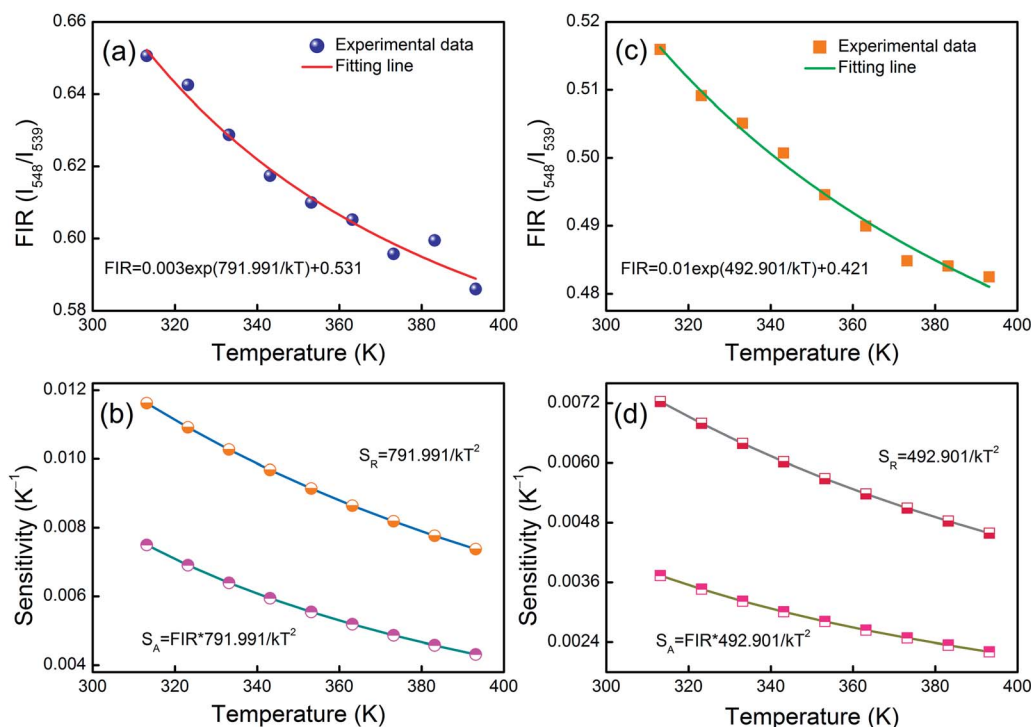 (a)
Experimental data
Fitting line
FIR=0.003exp(791.991/kT)+0.531
0.66
0.64
0.62
0.60
0.58
300 320 340 360 380 400
Temperature (K)
FIR (I₅₄₈/I₅₃₉)
(c)
Experimental data
Fitting line
FIR=0.01exp(492.901/kT)+0.421
0.52
0.51
0.50
0.49
0.48
300 320 340 360 380 400
Temperature (K)
FIR (I₅₄₈/I₅₃₉)
(b)
S_R=791.991/kT²
S_A=FIR*791.991/kT²
0.012
0.010
0.008
0.006
0.004
300 320 340 360 380 400
Temperature (K)
Sensitivity (K⁻¹)
(d)
S_R=492.901/kT²
S_A=FIR*492.901/kT²
0.0072
0.0060
0.0048
0.0036
0.0024
300 320 340 360 380 400
Temperature (K)
Sensitivity (K⁻¹)